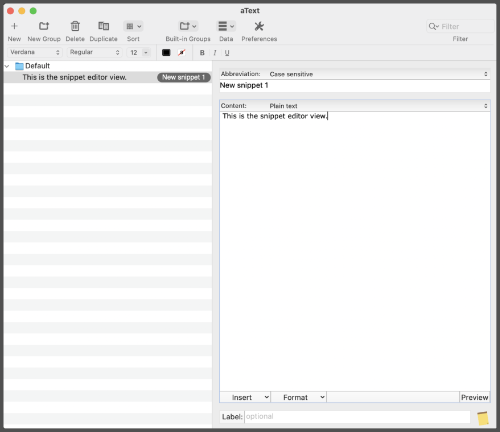 aText
New New Group Delete Duplicate Sort Built-in Groups Data Preferences Filter Filter
Verdana Regular 12 B I U
Default
This is the snippet editor view. New snippet 1
Abbreviation: Case sensitive
New snippet 1
Content: Plain text
This is the snippet editor view.
Insert Format Preview
Label: optional